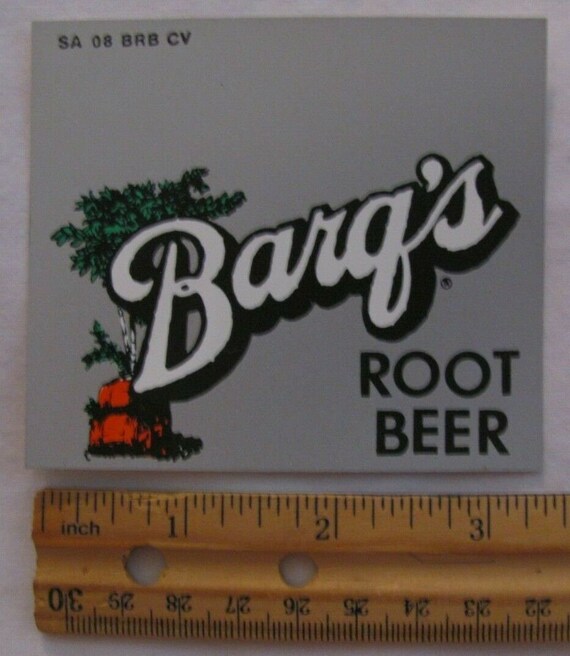 SA 08 BRB CV
Barq's®
ROOT
BEER
inch 1 2 3
30 29 28 27 26 25 24 23 22